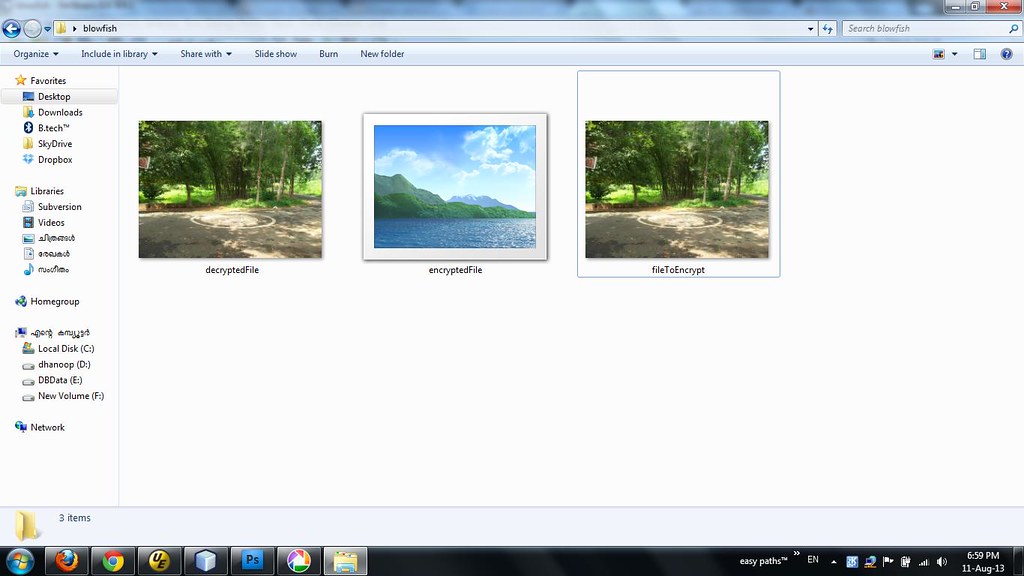 blowfish
Search blowfish
Organize
Include in library
Share with
Slide show
Burn
New folder
Favorites
Desktop
Downloads
B.tech™
SkyDrive
Dropbox
Libraries
Subversion
Videos
ചിത്രങ്ങൾ
രേഖകൾ
സംഗീതം
Homegroup
എന്റെ കമ്പ്യൂട്ടർ
Local Disk (C:)
dhanoop (D:)
DBData (E:)
New Volume (F:)
Network
decryptedFile
encryptedFile
fileToEncrypt
3 items
Ps
easy paths™
EN
6:59 PM
11-Aug-13